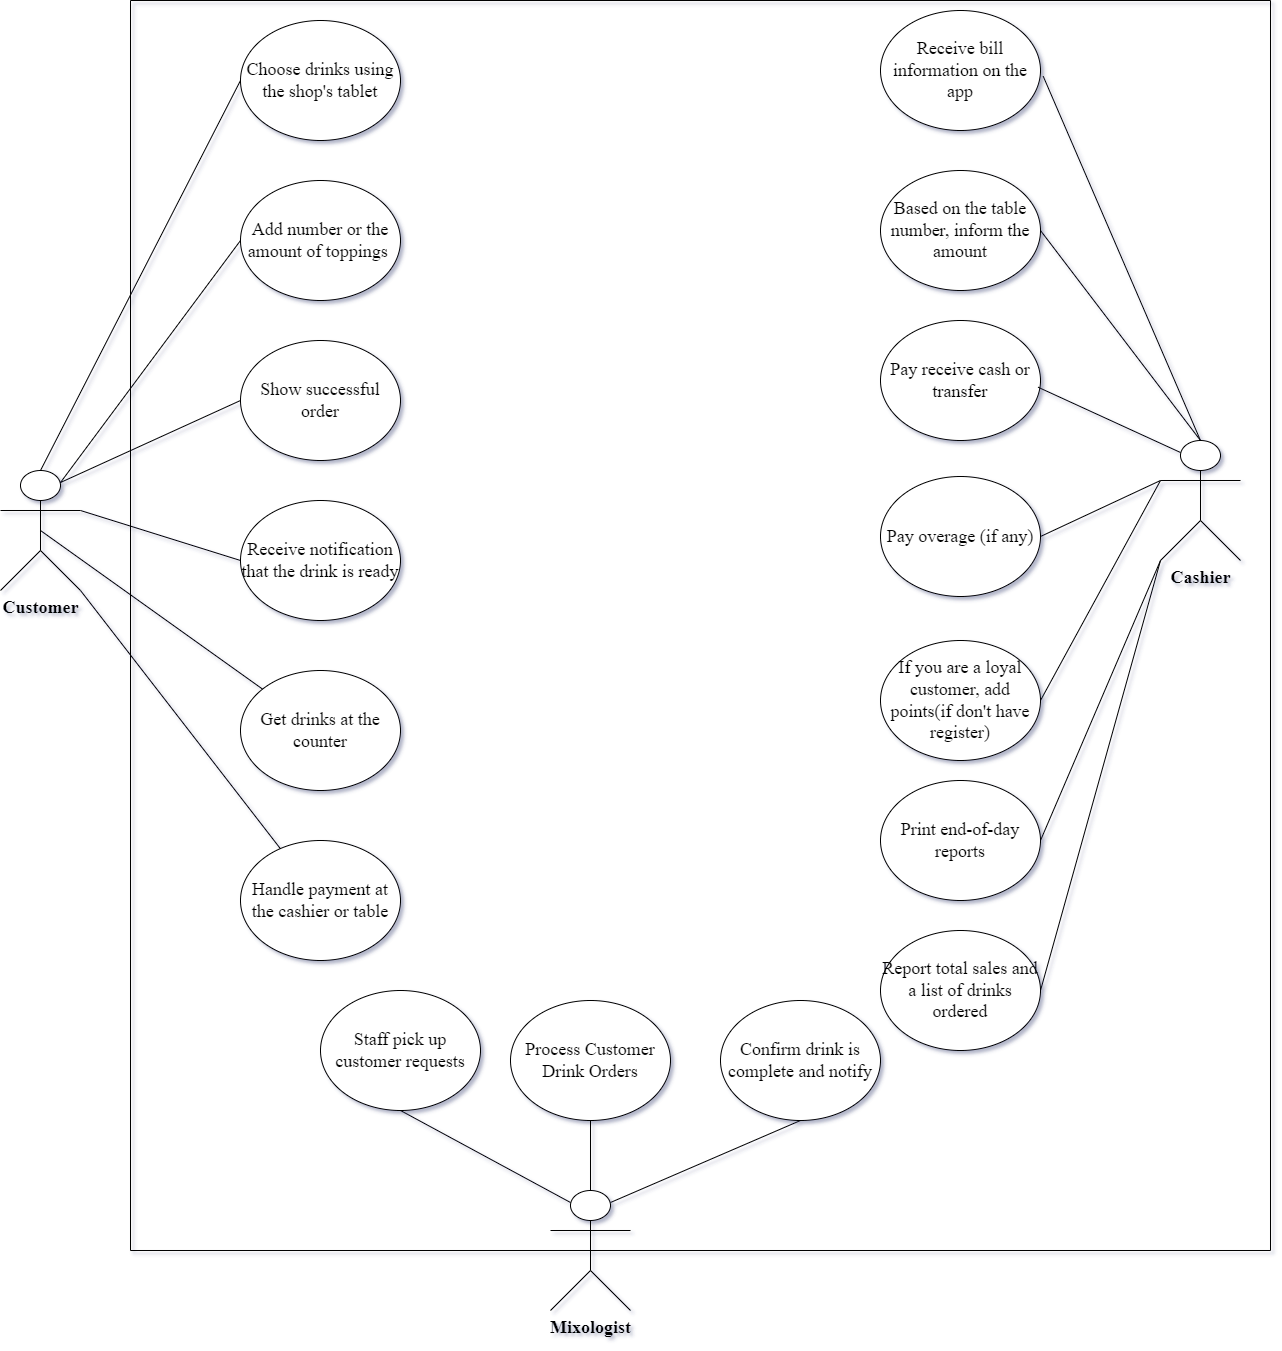 Choose drinks using
the shop's tablet
Add number or the
amount of toppings
Show successful
order
Receive notification
that the drink is ready
Get drinks at the
counter
Handle payment at
the cashier or table
Customer
Receive bill
information on the
app
Based on the table
number, inform the
amount
Pay receive cash or
transfer
Pay overage (if any)
If you are a loyal
customer, add
points(if don't have
register)
Print end-of-day
reports
Report total sales and
a list of drinks
ordered
Cashier
Staff pick up
customer requests
Process Customer
Drink Orders
Confirm drink is
complete and notify
Mixologist